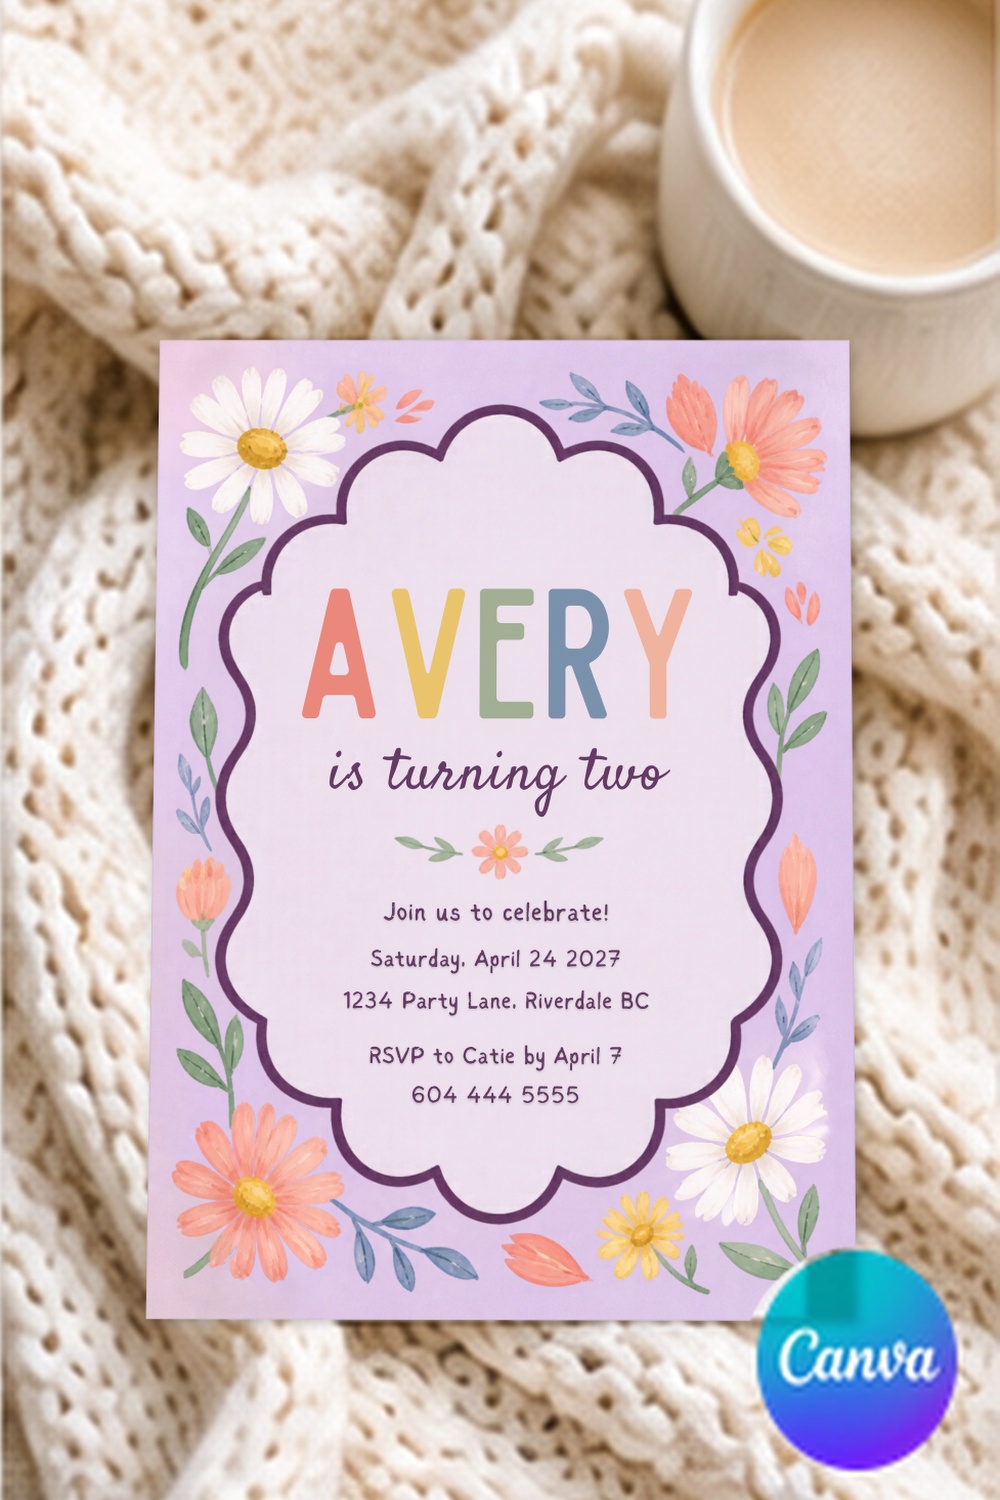 AVERY
is turning two
Join us to celebrate!
Saturday, April 24 2027
1234 Party Lane, Riverdale BC
RSVP to Catie by April 7
604 444 5555
Canva